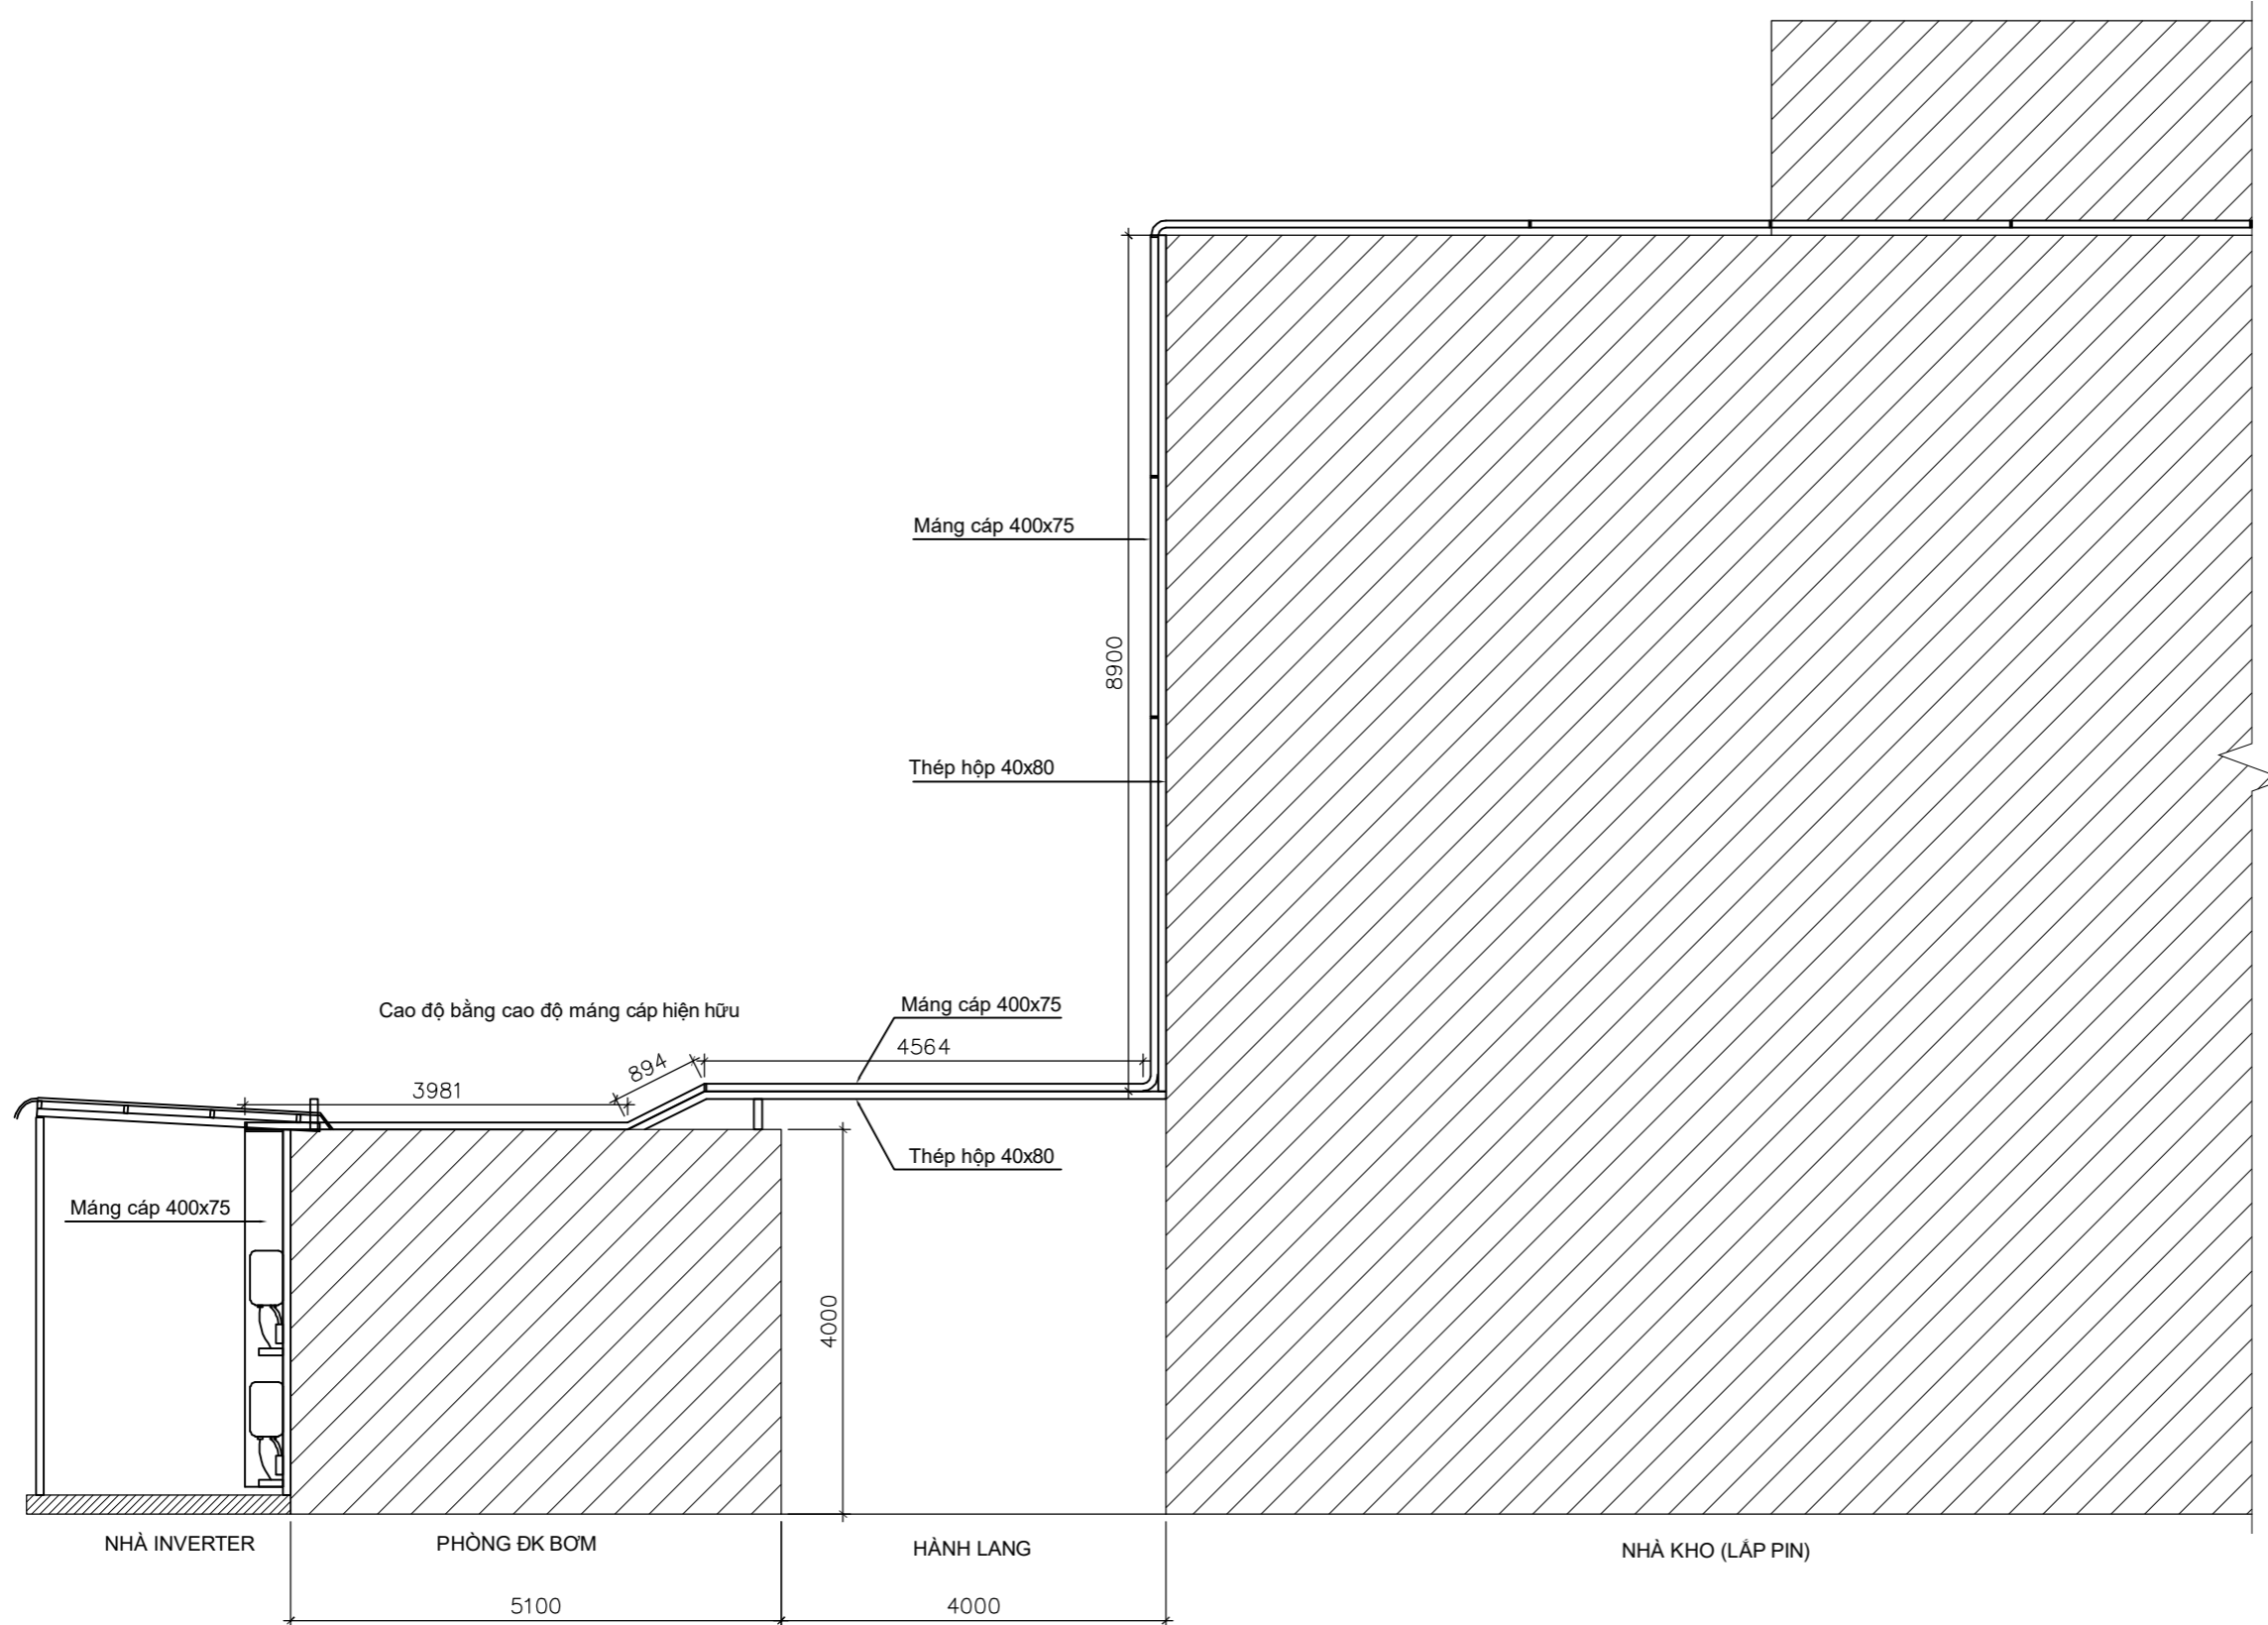 Máng cáp 400x75
8900
Thép hộp 40x80
Cao độ bằng cao độ máng cáp hiện hữu
Máng cáp 400x75
4564
894
3981
Thép hộp 40x80
Máng cáp 400x75
4000
NHÀ INVERTER
PHÒNG ĐK BƠM
HÀNH LANG
NHÀ KHO (LẮP PIN)
5100
4000